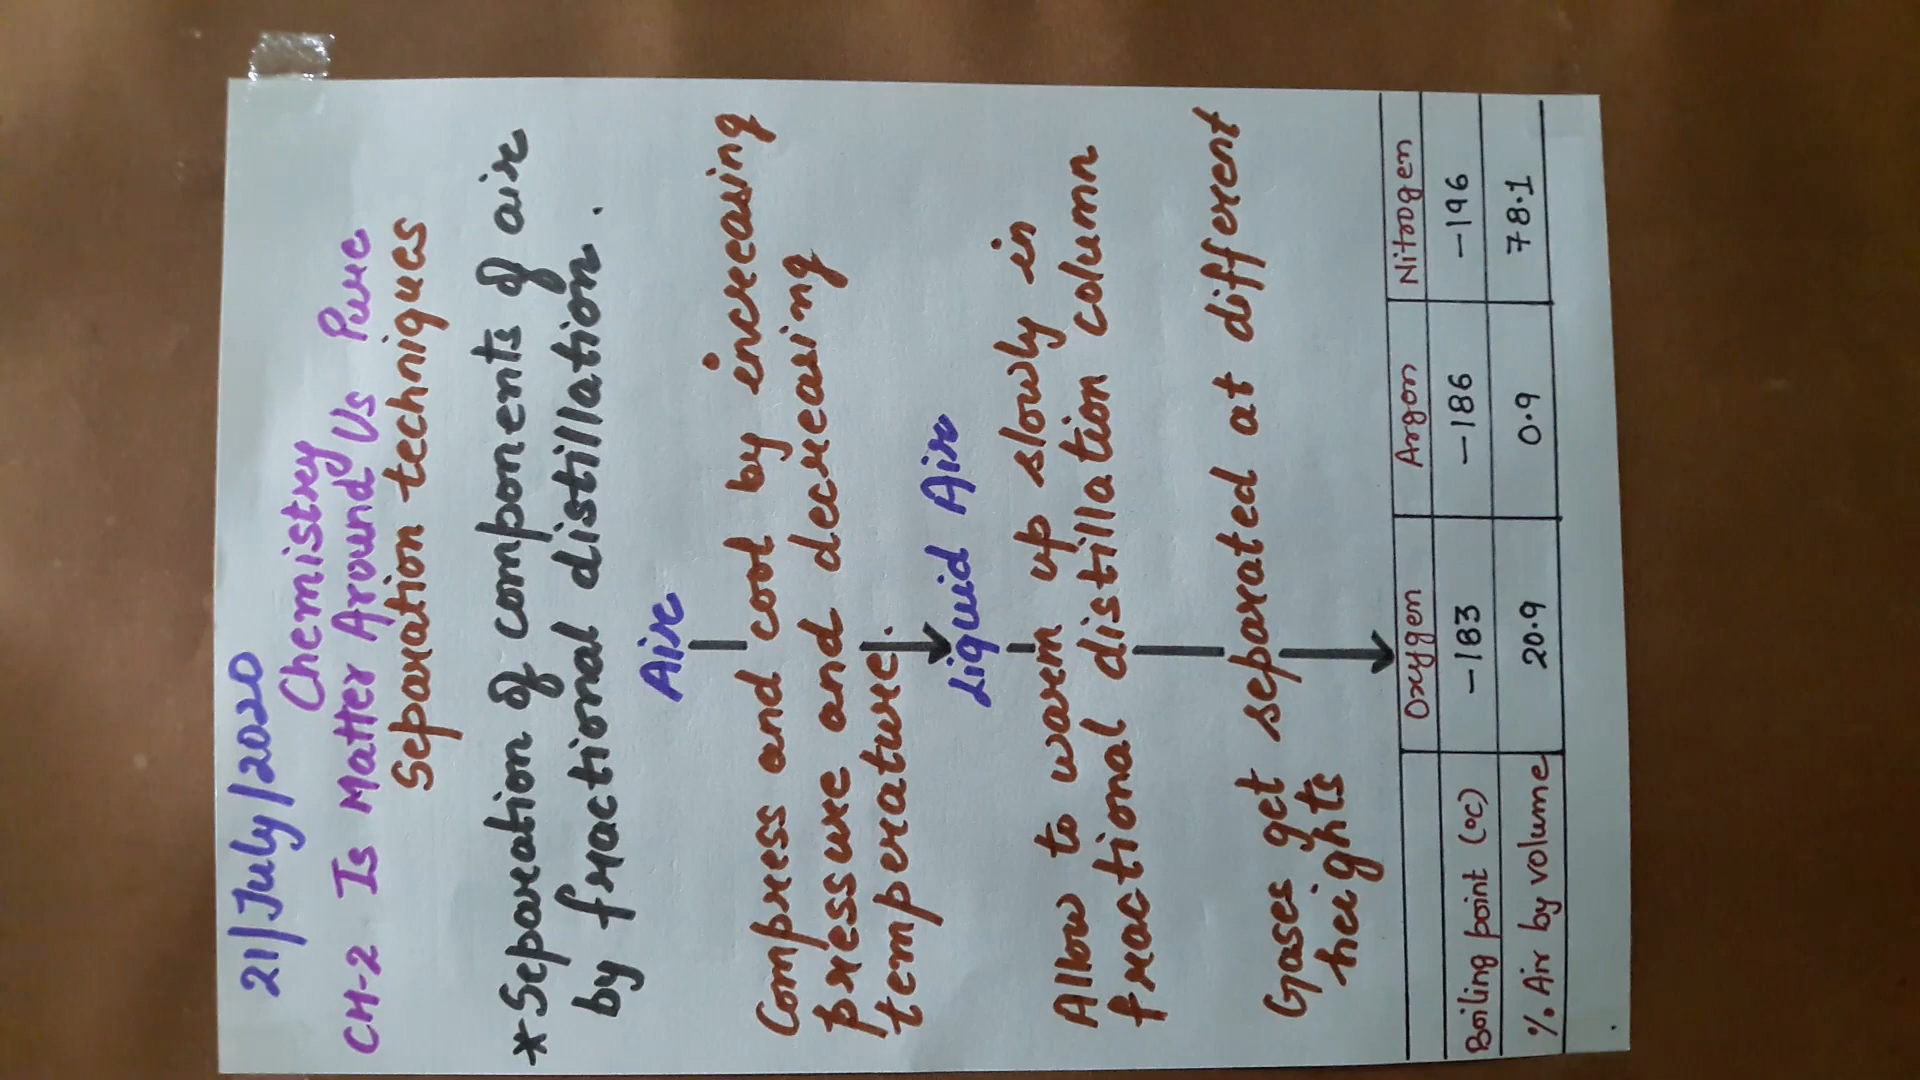 21/July/2020
Chemistry
CH-2 Is Matter Around Us Pure
Separation techniques
*Separation of components of air
by fractional distillation.
Air
Compress and cool by increasing
pressure and decreasing
temperature.
Liquid Air
Allow to warm up slowly in
fractional distillation column
Gases get separated at different
heights
Oxygen Argon Nitrogen
Boiling point (°C) -183 -186 -196
% Air by volume 20.9 0.9 78.1